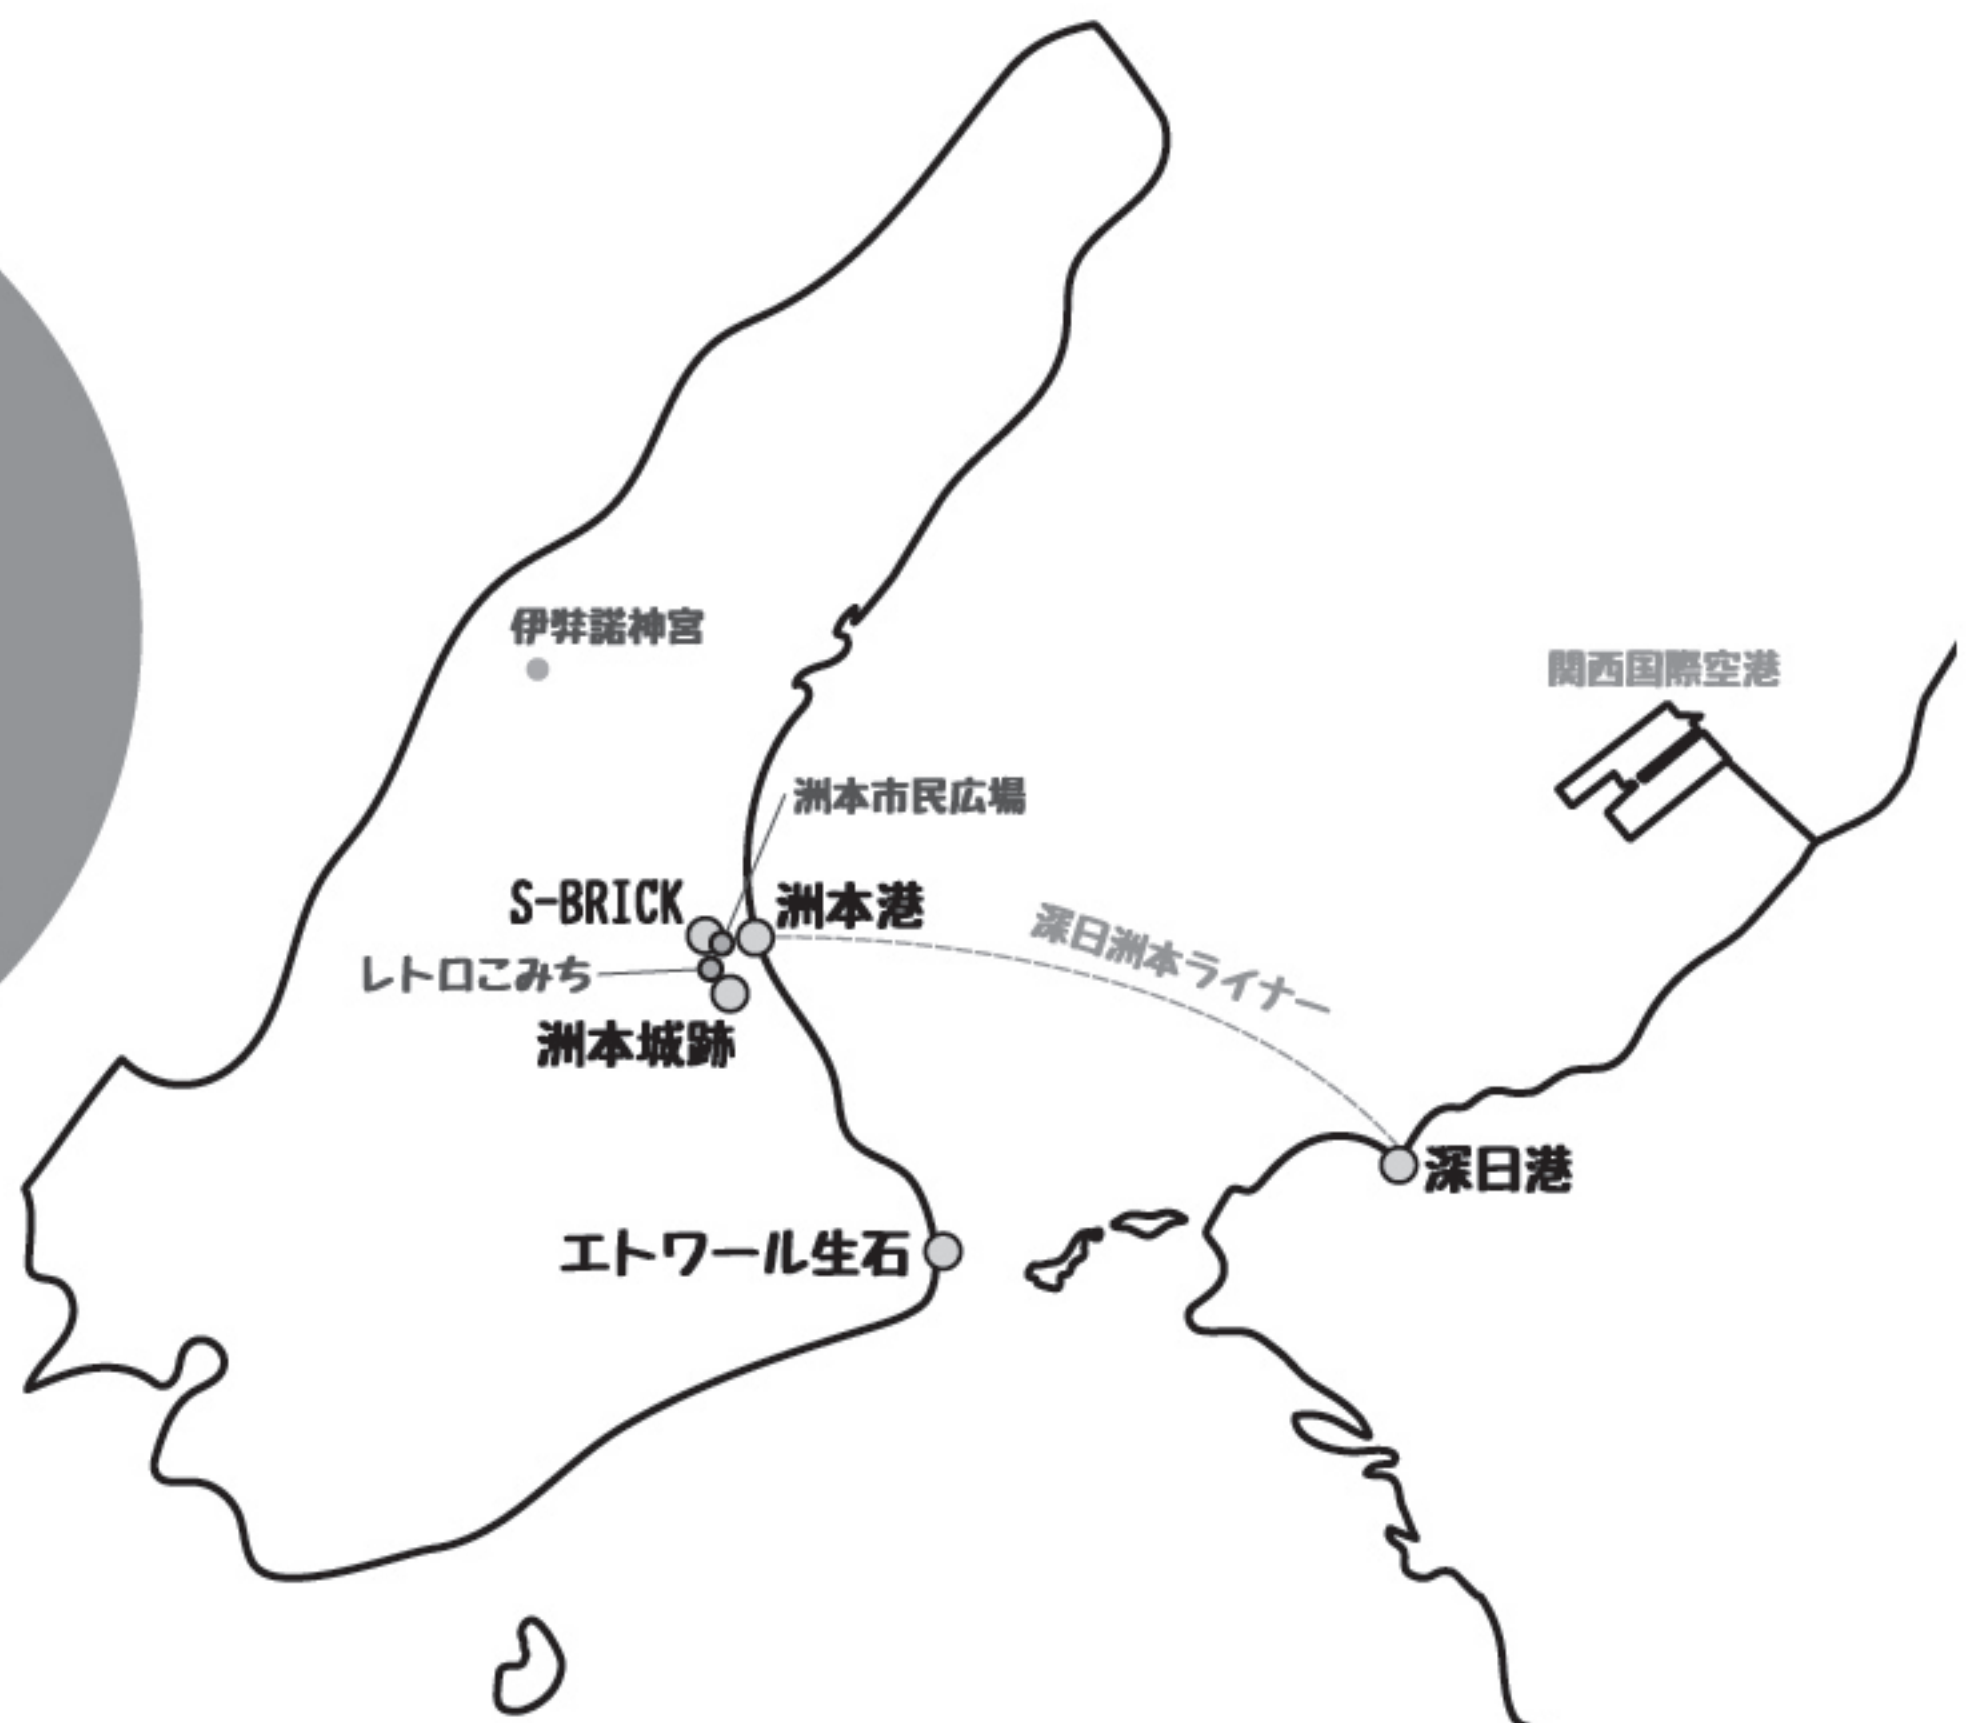 伊弉諾神宮
関西国際空港
洲本市民広場
S-BRICK
洲本港
深日洲本ライナー
レトロこみち
洲本城跡
深日港
エトワール生石